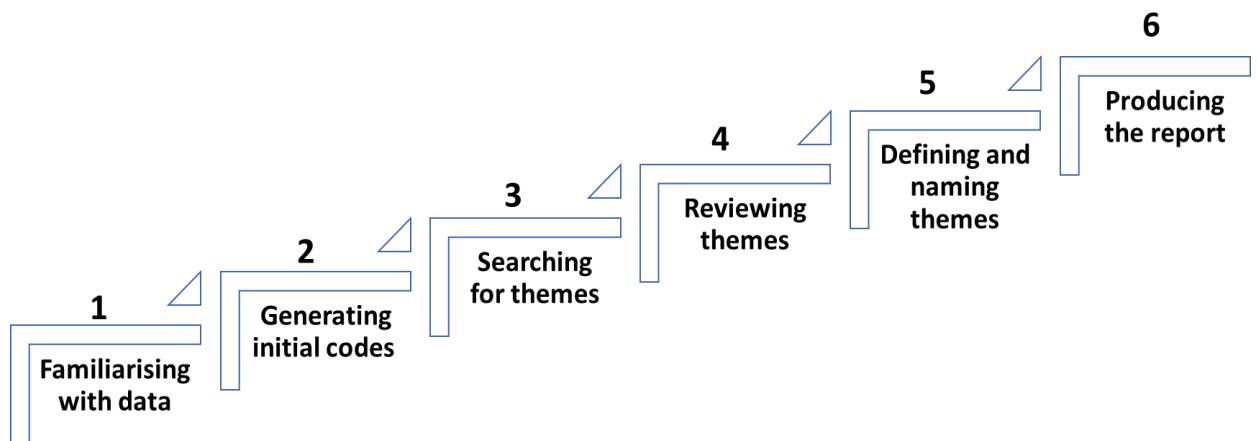 1
Familiarising
with data
2
Generating
initial codes
3
Searching
for themes
4
Reviewing
themes
5
Defining and
naming
themes
6
Producing
the report